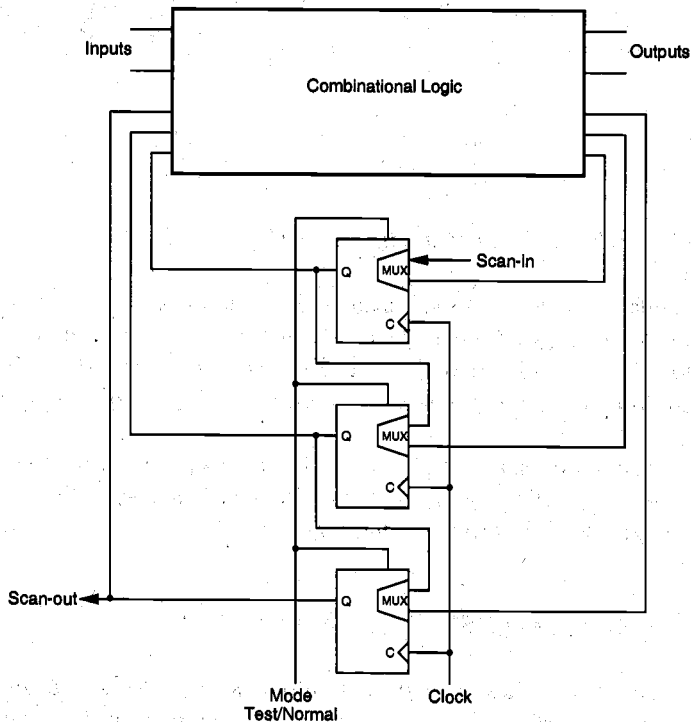 Inputs
Outputs
Combinational Logic
Scan-in
Q
MUX
C
Q
MUX
C
Scan-out
Q
MUX
C
Mode
Test/Normal
Clock